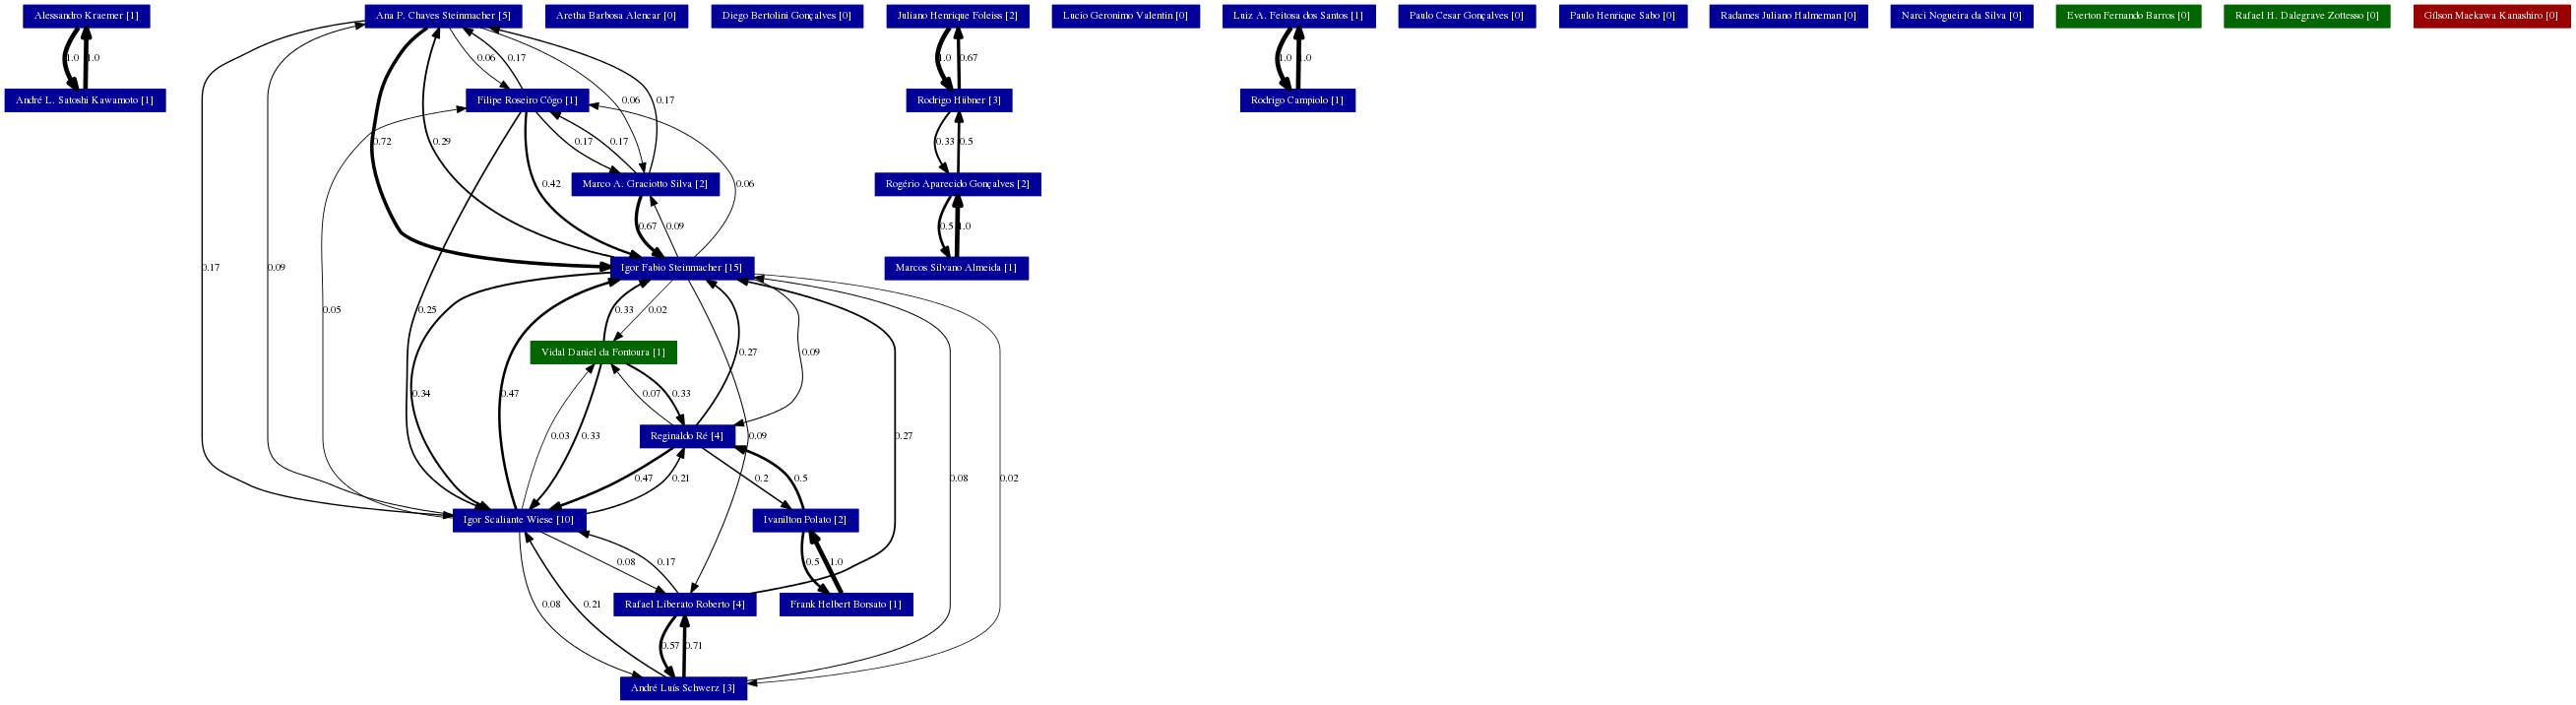 Alessandro Kraemer [1]
Ana P. Chaves Steinmacher [5]
Aretha Barbosa Alencar [0]
Diego Bertolini Gonçalves [0]
Juliano Henrique Foleiss [2]
Lucio Geronimo Valentin [0]
Luiz A. Feitosa dos Santos [1]
Paulo Cesar Gonçalves [0]
Paulo Henrique Sabo [0]
Radames Juliano Halmeman [0]
Narci Nogueira da Silva [0]
Everton Fernando Barros [0]
Rafael H. Dalegrave Zottesso [0]
Gilson Maekawa Kanashiro [0]
1.0
1.0
0.06
0.17
1.0
0.67
1.0
1.0
André L. Satoshi Kawamoto [1]
Filipe Roseiro Côgo [1]
0.06
0.17
Rodrigo Hübner [3]
Rodrigo Campiolo [1]
0.72
0.29
0.17
0.17
0.33
0.5
0.42
Marco A. Graciotto Silva [2]
0.06
Rogério Aparecido Gonçalves [2]
0.67
0.09
0.5
1.0
0.17
0.09
Igor Fabio Steinmacher [15]
Marcos Silvano Almeida [1]
0.05
0.25
0.33
0.02
Vidal Daniel da Fontoura [1]
0.27
0.09
0.34
0.47
0.07
0.33
0.03
0.33
Reginaldo Ré [4]
0.09
0.27
0.47
0.21
0.2
0.5
0.08
0.02
Igor Scaliante Wiese [10]
Ivanilton Polato [2]
0.08
0.17
0.5
1.0
0.08
0.21
Rafael Liberato Roberto [4]
Frank Helbert Borsato [1]
0.57
0.71
André Luís Schwerz [3]